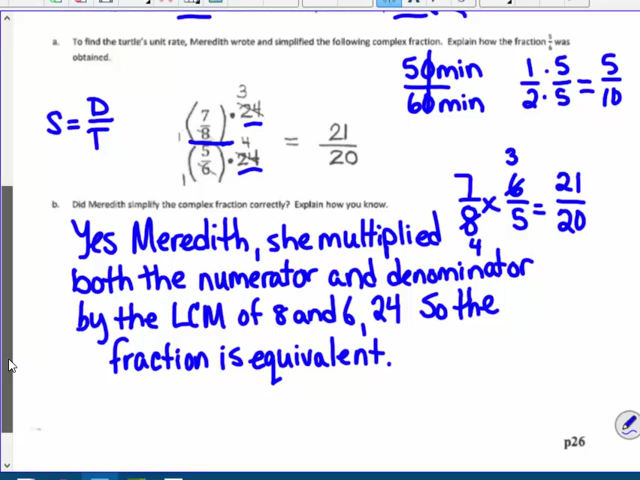 a. To find the turtle's unit rate, Meredith wrote and simplified the following complex fraction. Explain how the fraction 5/6 was
obtained.
50 min
60 min
1 · 5 = 5
2 · 5 10
S = D
T
3
1 (7/8) · 24
= 21
20
4
1 (5/6) · 24
3
7 x 6 = 21
8 5 20
4
b. Did Meredith simplify the complex fraction correctly? Explain how you know.
Yes Meredith, she multiplied
both the numerator and denominator
by the LCM of 8 and 6, 24 So the
fraction is equivalent.
p26